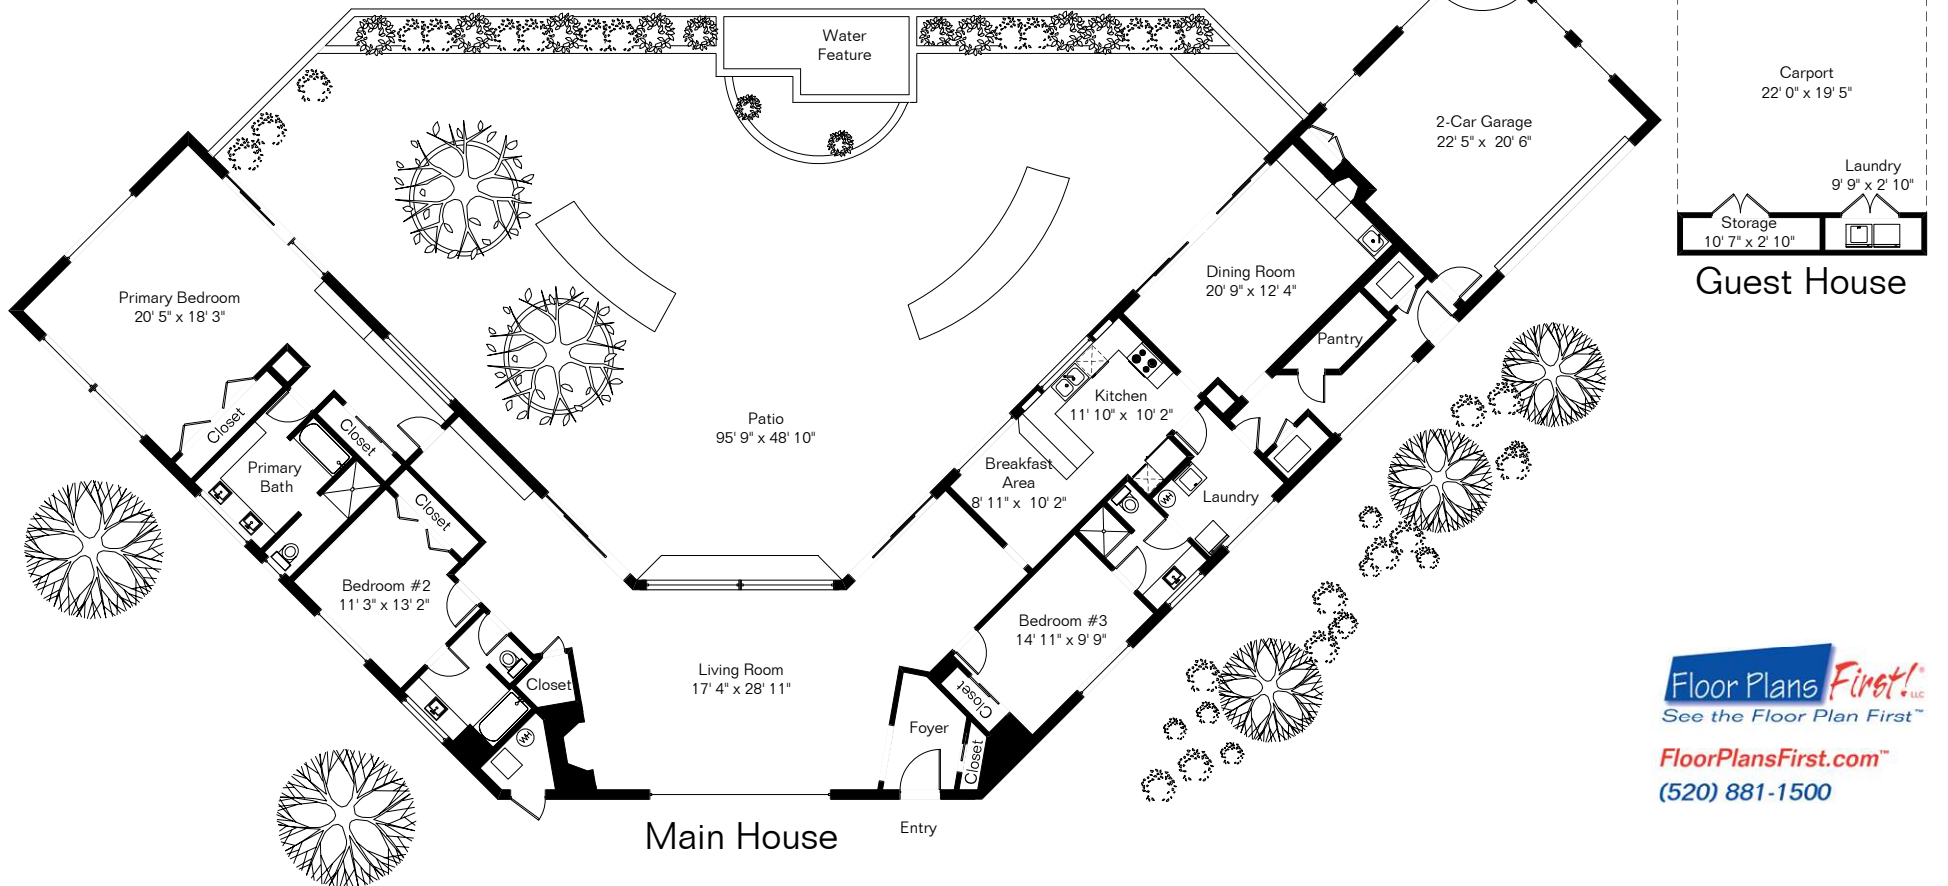 Water
Feature
Carport
22' 0" x 19' 5"
2-Car Garage
22' 5" x 20' 6"
Laundry
9' 9" x 2' 10"
Storage
10' 7" x 2' 10"
Guest House
Dining Room
20' 9" x 12' 4"
Primary Bedroom
20' 5" x 18' 3"
Pantry
Kitchen
11' 10" x 10' 2"
Patio
95' 9" x 48' 10"
Closet
Closet
Primary
Bath
Breakfast
Area
8' 11" x 10' 2"
Closet
Laundry
WH
Bedroom #2
11' 3" x 13' 2"
Bedroom #3
14' 11" x 9' 9"
Living Room
17' 4" x 28' 11"
Closet
Closet
Foyer
WH
Closet
Entry
Main House
Floor Plans First! LLC
See the Floor Plan First™
FloorPlansFirst.com™
(520) 881-1500